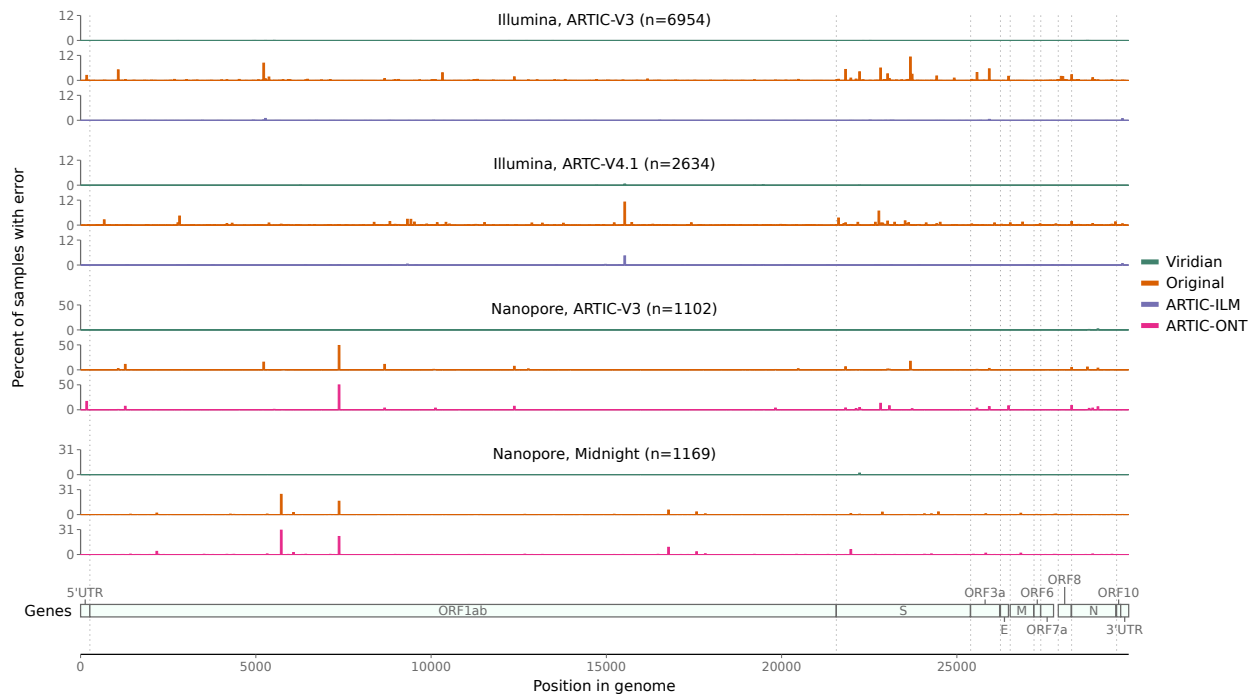 Illumina, ARTIC-V3 (n=6954)
12
0
12
0
12
0
Illumina, ARTC-V4.1 (n=2634)
12
0
12
0
12
0
Nanopore, ARTIC-V3 (n=1102)
50
0
50
0
50
0
Nanopore, Midnight (n=1169)
31
0
31
0
31
0
Percent of samples with error
Viridian
Original
ARTIC-ILM
ARTIC-ONT
ORF8
5'UTR
ORF3a
ORF6
ORF10
Genes
ORF1ab
S
M
N
E
ORF7a
3'UTR
0
5000
10000
15000
20000
25000
Position in genome